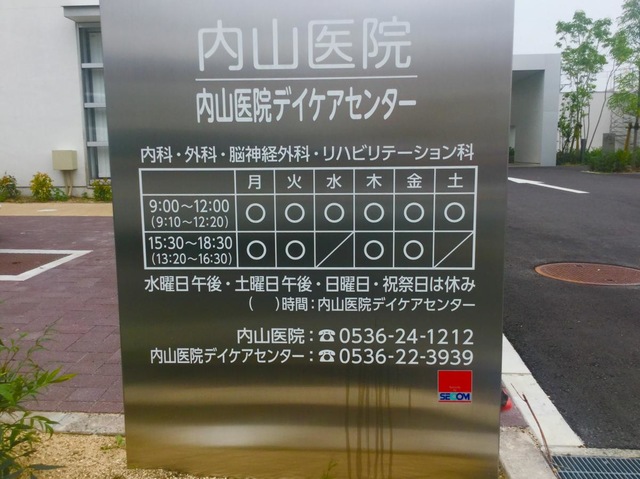 内山医院
内山医院デイケアセンター
内科・外科・脳神経外科・リハビリテーション科
月 火 水 木 金 土
9:00～12:00 ○ ○ ○ ○ ○ ○
(9:10～12:20)
15:30～18:30 ○ ○ ／ ○ ○ ／
(13:20～16:30)
水曜日午後・土曜日午後・日曜日・祝祭日は休み
(　)時間：内山医院デイケアセンター
内山医院：☎0536-24-1212
内山医院デイケアセンター：☎0536-22-3939
SECOM